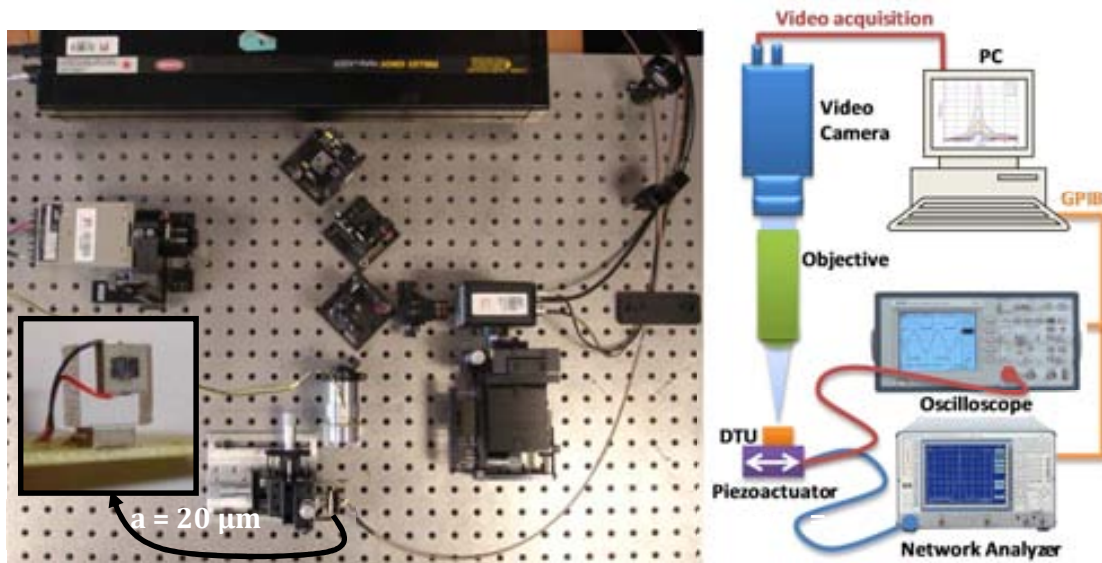 a = 20 μm
Video acquisition
PC
Video
Camera
GPIB
Objective
Oscilloscope
DTU
Piezoactuator
Network Analyzer